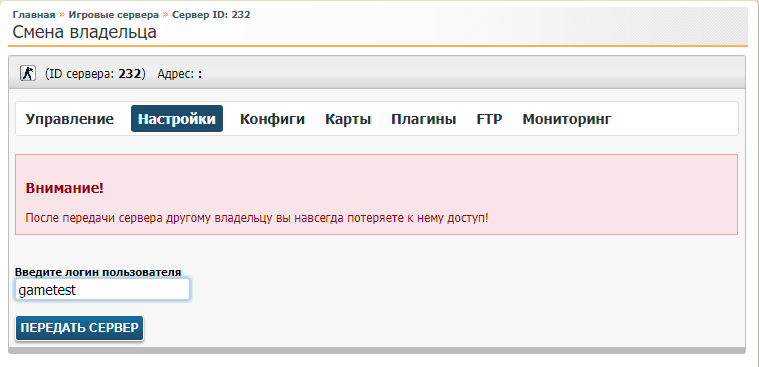 Главная » Игровые сервера » Сервер ID: 232
Смена владельца
(ID сервера: 232) Адрес: :
Управление Настройки Конфиги Карты Плагины FTP Мониторинг
Внимание!
После передачи сервера другому владельцу вы навсегда потеряете к нему доступ!
Введите логин пользователя
gametest
ПЕРЕДАТЬ СЕРВЕР